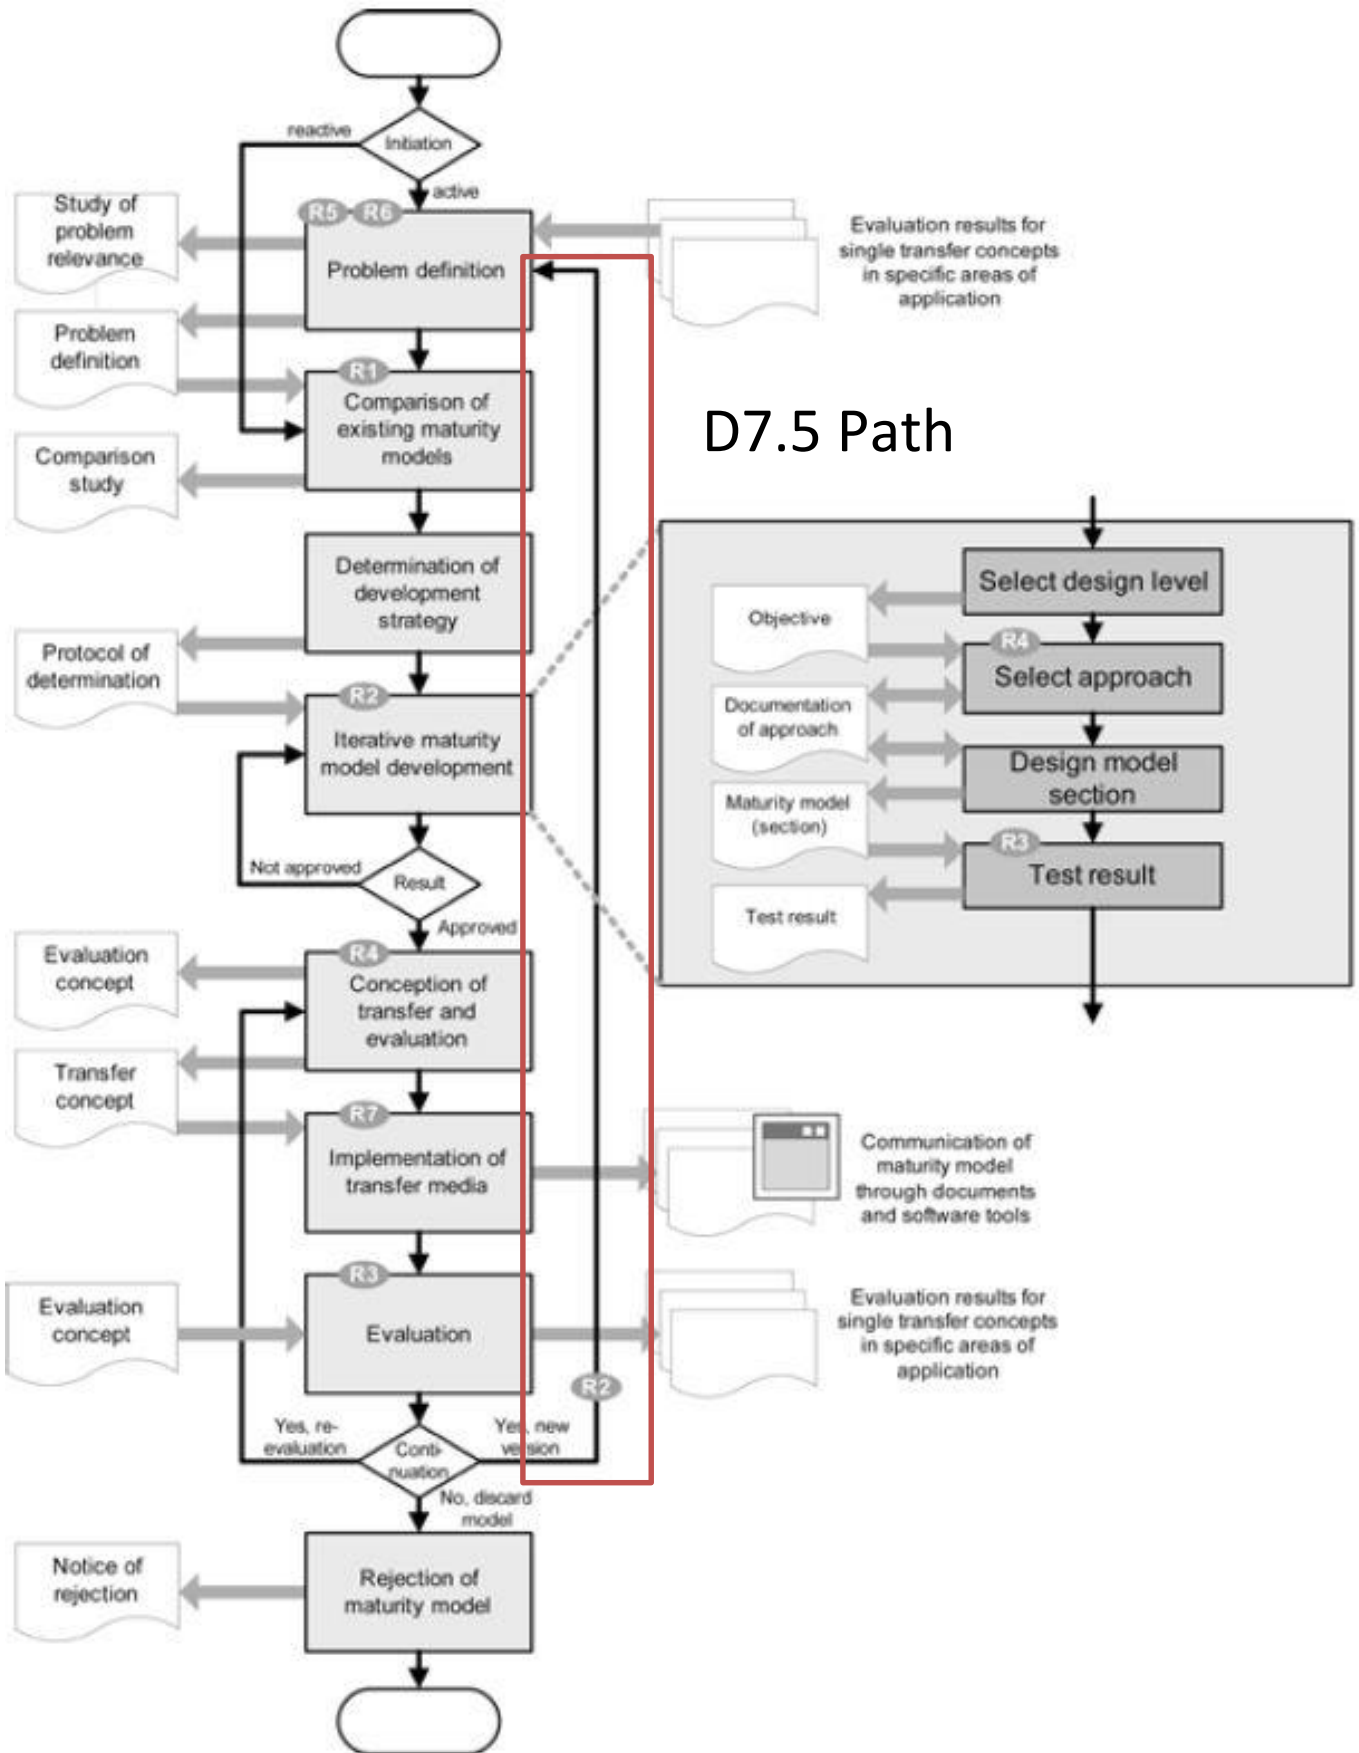 reactive
Initiation
active
Study of
problem
relevance
R5 R6
Problem definition
Evaluation results for
single transfer concepts
in specific areas of
application
Problem
definition
R1
Comparison of
existing maturity
models
Comparison
study
D7.5 Path
Determination of
development
strategy
Protocol of
determination
R2
Iterative maturity
model development
Select design level
Objective
R4
Select approach
Documentation
of approach
Design model
section
Maturity model
(section)
R3
Test result
Test result
Not approved
Result
Approved
Evaluation
concept
R4
Conception of
transfer and
evaluation
Transfer
concept
R7
Implementation of
transfer media
Communication of
maturity model
through documents
and software tools
Evaluation
concept
R3
Evaluation
Evaluation results for
single transfer concepts
in specific areas of
application
R2
Yes, re-
evaluation
Conti-
nuation
Yes, new
version
No, discard
model
Notice of
rejection
Rejection of
maturity model